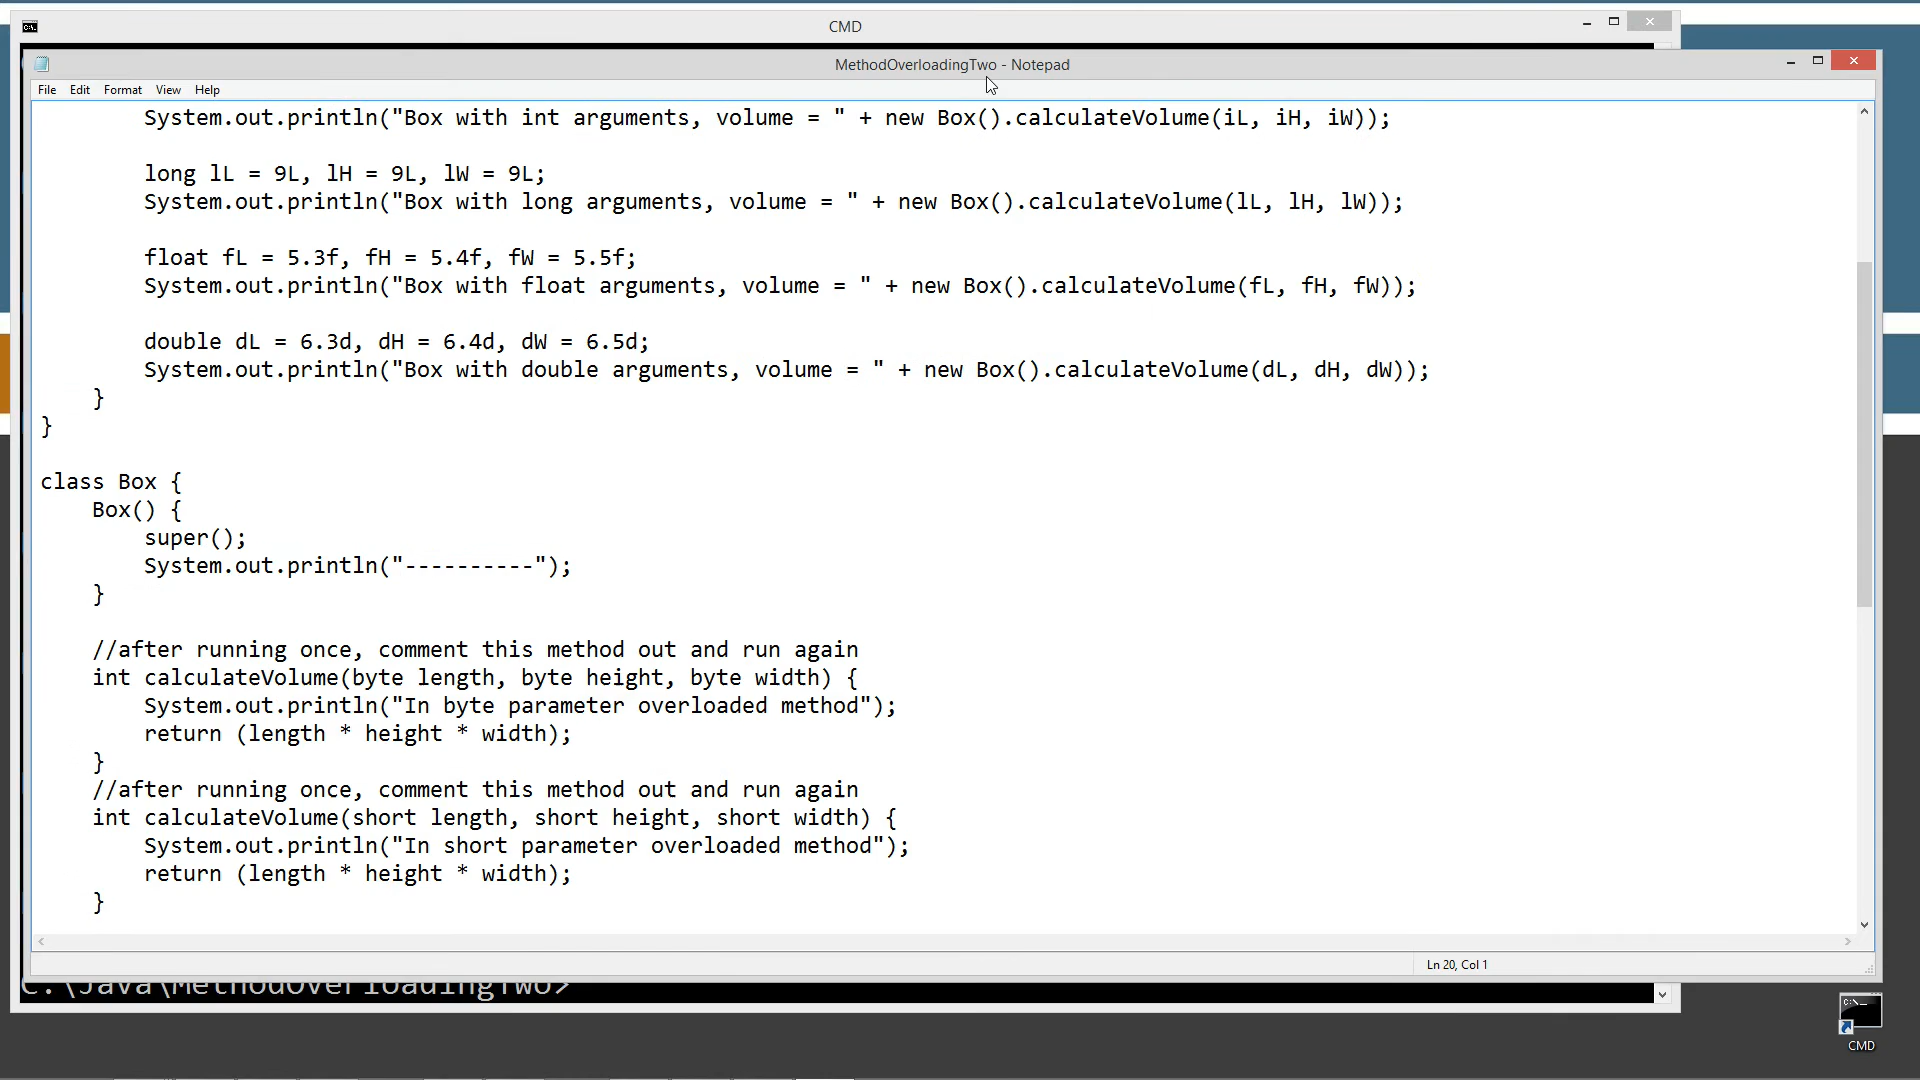 CMD
MethodOverloadingTwo - Notepad
File Edit Format View Help
System.out.println("Box with int arguments, volume = " + new Box().calculateVolume(iL, iH, iW));
long lL = 9L, lH = 9L, lW = 9L;
System.out.println("Box with long arguments, volume = " + new Box().calculateVolume(lL, lH, lW));
float fL = 5.3f, fH = 5.4f, fW = 5.5f;
System.out.println("Box with float arguments, volume = " + new Box().calculateVolume(fL, fH, fW));
double dL = 6.3d, dH = 6.4d, dW = 6.5d;
System.out.println("Box with double arguments, volume = " + new Box().calculateVolume(dL, dH, dW));
}
}
class Box {
Box() {
super();
System.out.println("----------");
}
//after running once, comment this method out and run again
int calculateVolume(byte length, byte height, byte width) {
System.out.println("In byte parameter overloaded method");
return (length * height * width);
}
//after running once, comment this method out and run again
int calculateVolume(short length, short height, short width) {
System.out.println("In short parameter overloaded method");
return (length * height * width);
}
Ln 20, Col 1
C:\Java\MethodOverloadingTwo>
CMD